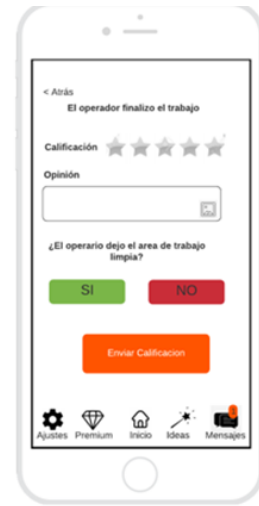 < Atrás
El operador finalizo el trabajo
Calificación
Opinión
¿El operario dejo el area de trabajo
limpia?
SI NO
Enviar Calificacion
Ajustes Premium Inicio Ideas Mensajes